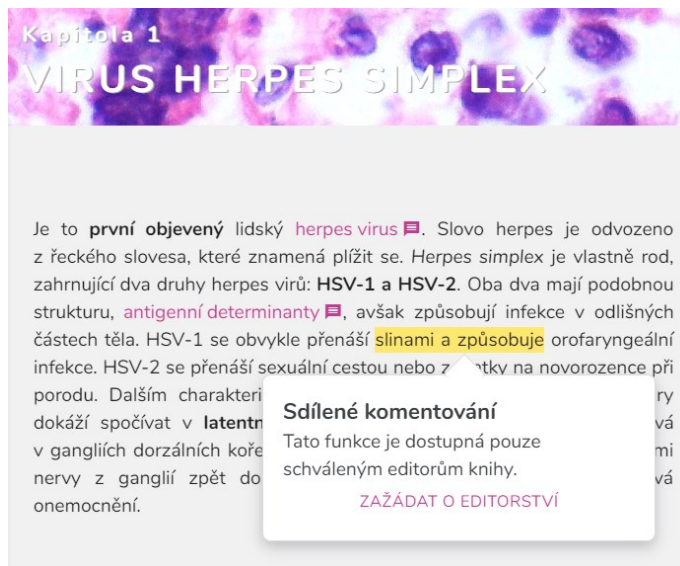 Kapitola 1
VIRUS HERPES SIMPLEX
Je to první objevený lidský herpes virus. Slovo herpes je odvozeno
z řeckého slovesa, které znamená plížit se. Herpes simplex je vlastně rod,
zahrnující dva druhy herpes virů: HSV-1 a HSV-2. Oba dva mají podobnou
strukturu, antigenní determinanty, avšak způsobují infekce v odlišných
částech těla. HSV-1 se obvykle přenáší slinami a způsobuje orofaryngeální
infekce. HSV-2 se přenáší sexuální cestou nebo z na novorozence při
porodu. Dalším
dokáží spočívat v
v gangliích dorzálních
nervy z ganglií zpět do
onemocnění.
Sdílené komentování
Tato funkce je dostupná pouze
schváleným editorům knihy.
ZAŽÁDAT O EDITORSTVÍ